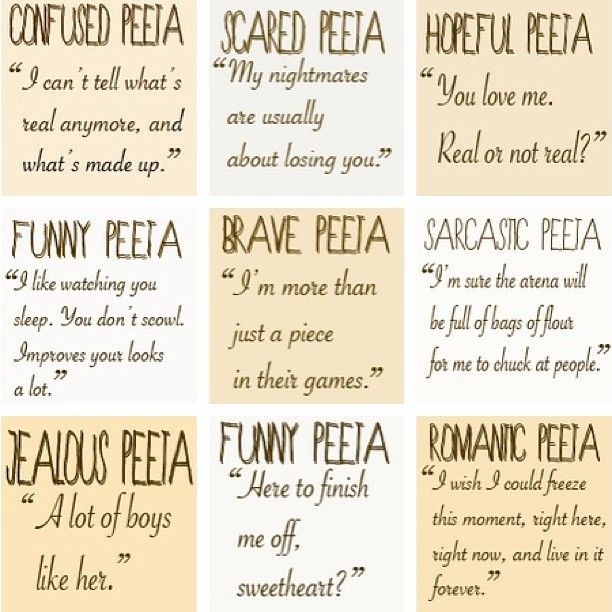 CONFUSED PEETA
“I can’t tell what’s
real anymore, and
what’s made up.”
SCARED PEETA
“My nightmares
are usually
about losing you.”
HOPEFUL PEETA
“You love me.
Real or not real?”
FUNNY PEETA
“I like watching you
sleep. You don’t scowl.
Improves your looks
a lot.”
BRAVE PEETA
“I’m more than
just a piece
in their games.”
SARCASTIC PEETA
“I’m sure the arena will
be full of bags of flour
for me to chuck at people.”
JEALOUS PEETA
“A lot of boys
like her.”
FUNNY PEETA
“Here to finish
me off,
sweetheart?”
ROMANTIC PEETA
“I wish I could freeze
this moment, right here,
right now, and live in it
forever.”